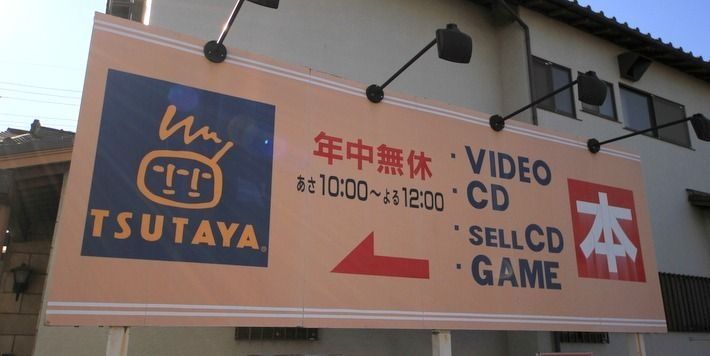 TSUTAYA®
年中無休
あさ10:00～よる12:00
・VIDEO
・CD
・SELL CD
・GAME
本